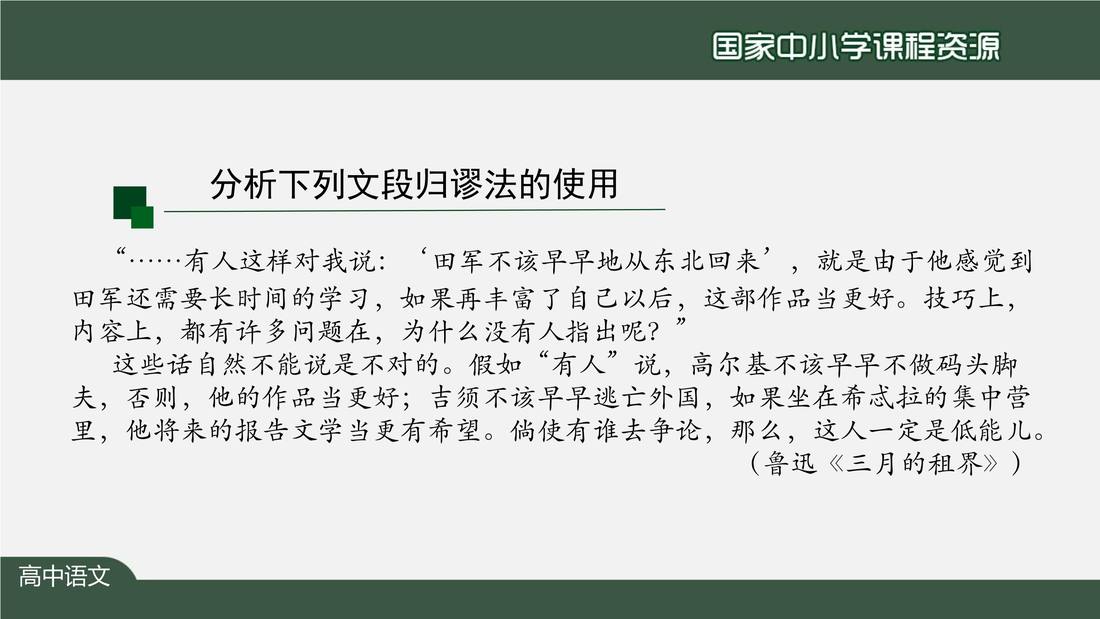 国家中小学课程资源
分析下列文段归谬法的使用
“……有人这样对我说：‘田军不该早早地从东北回来’，就是由于他感觉到
田军还需要长时间的学习，如果再丰富了自己以后，这部作品当更好。技巧上，
内容上，都有许多问题在，为什么没有人指出呢？”
这些话自然不能说是不对的。假如“有人”说，高尔基不该早早不做码头脚
夫，否则，他的作品当更好；吉须不该早早逃亡外国，如果坐在希忒拉的集中营
里，他将来的报告文学当更有希望。倘使有谁去争论，那么，这人一定是低能儿。
（鲁迅《三月的租界》）
高中语文